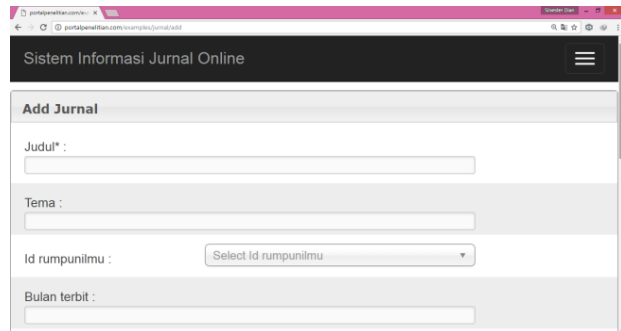 portalpenelitian.com/ex
portalpenelitian.com/examples/jurnal/add
Sistem Informasi Jurnal Online
Add Jurnal
Judul* :
Tema :
Id rumpunilmu :
Select Id rumpunilmu
Bulan terbit :